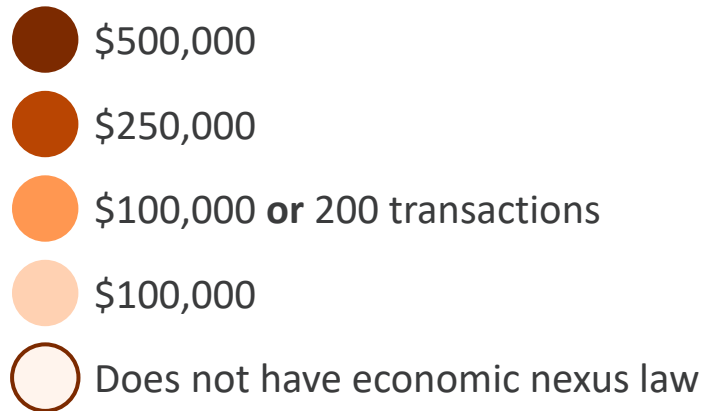 $500,000
$250,000
$100,000 or 200 transactions
$100,000
Does not have economic nexus law